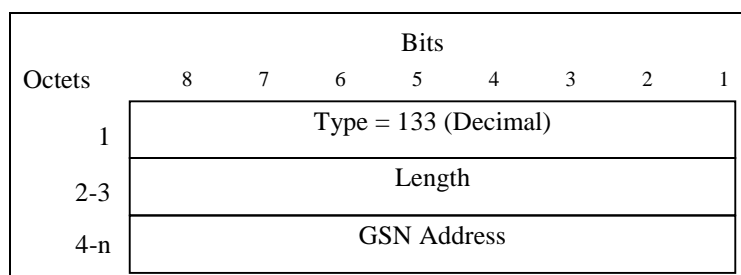 Bits
Octets 8 7 6 5 4 3 2 1
1 Type = 133 (Decimal)
2-3 Length
4-n GSN Address